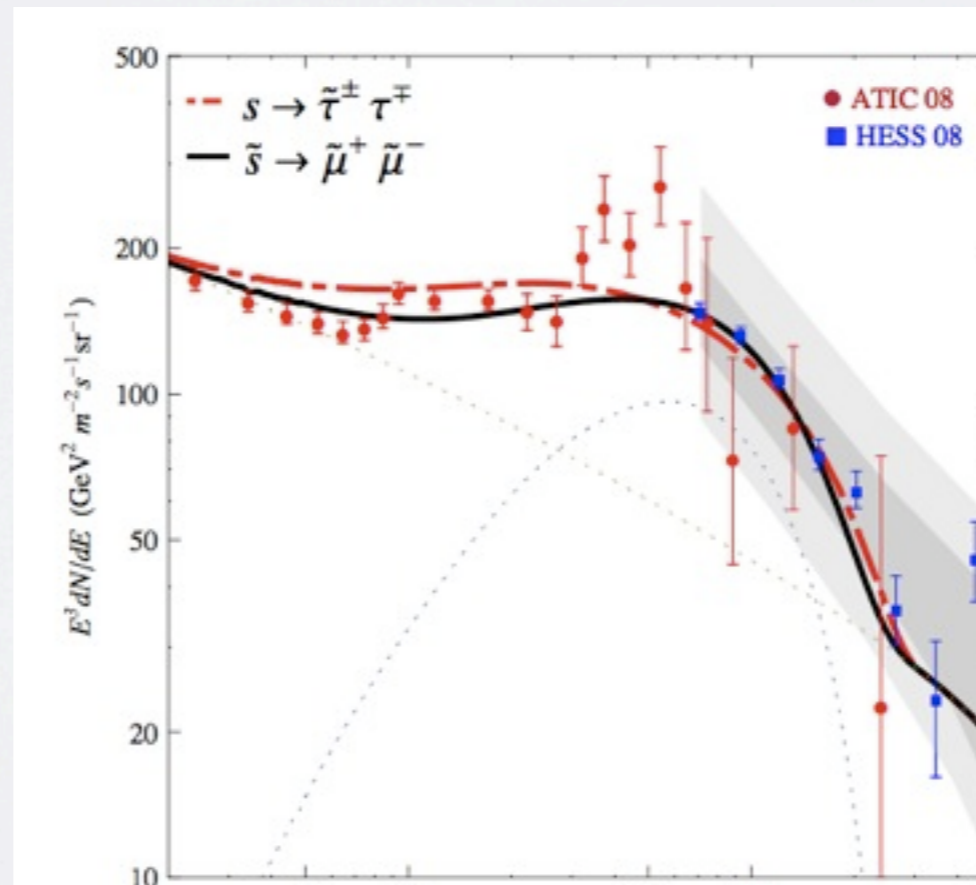 500
s → τ̃± τ∓
ATIC 08
s̃ → μ̃+ μ̃−
HESS 08
200
100
50
20
10
E³dN/dE (GeV² m⁻²s⁻¹sr⁻¹)